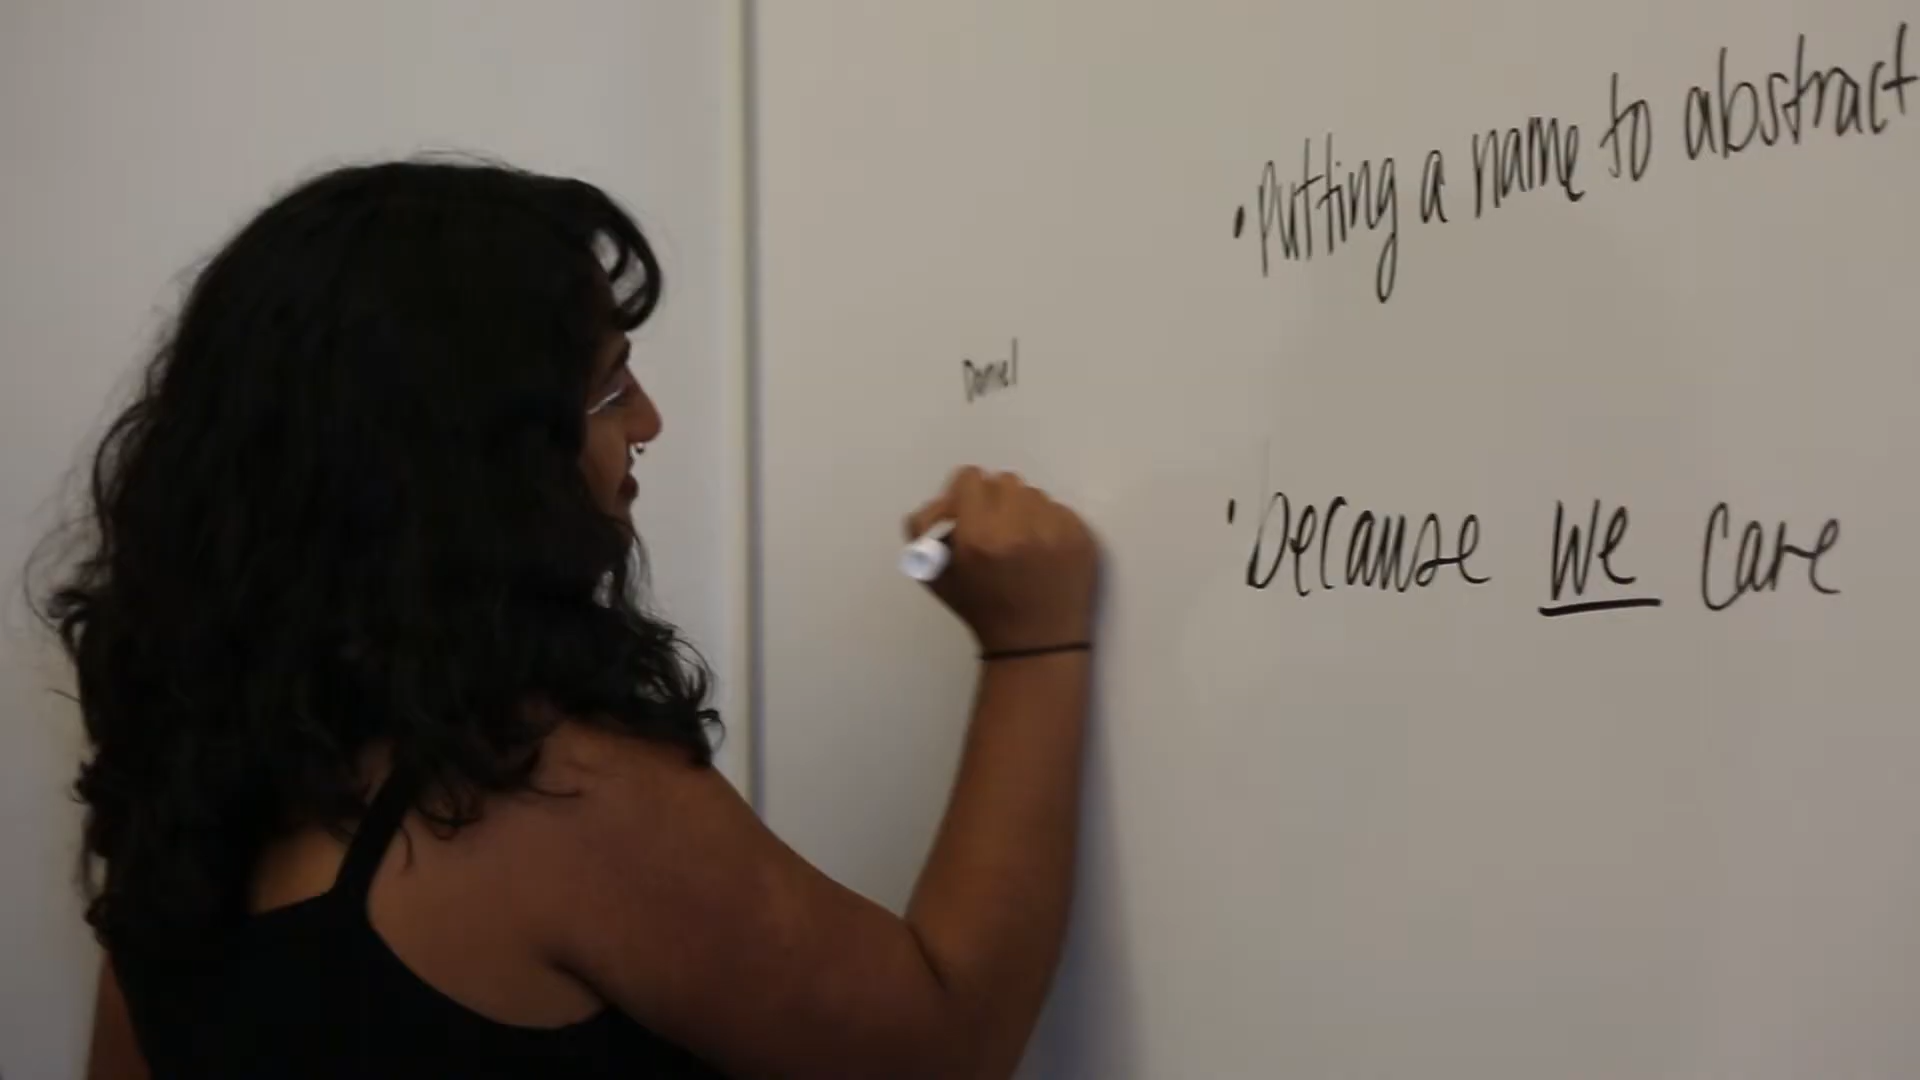 • Putting a name to abstract
Daniel
• Because we care